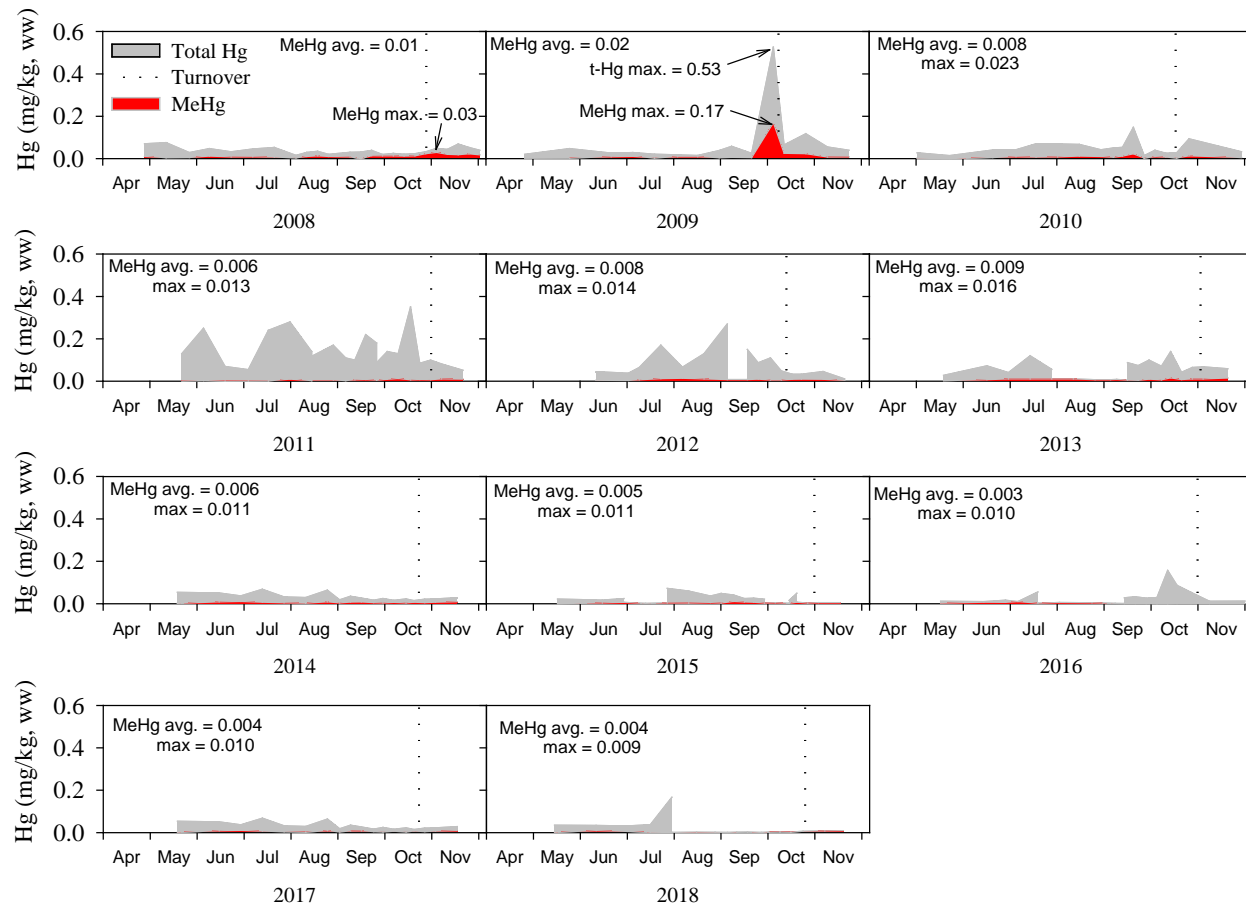 Hg (mg/kg, ww)
0.6
0.4
0.2
0.0
Total Hg
Turnover
MeHg
MeHg avg. = 0.01
MeHg max. = 0.03
MeHg avg. = 0.02
t-Hg max. = 0.53
MeHg max. = 0.17
MeHg avg. = 0.008
max = 0.023
Apr May Jun Jul Aug Sep Oct Nov
Apr May Jun Jul Aug Sep Oct Nov
Apr May Jun Jul Aug Sep Oct Nov
2008
2009
2010
Hg (mg/kg, ww)
0.6
0.4
0.2
0.0
MeHg avg. = 0.006
max = 0.013
MeHg avg. = 0.008
max = 0.014
MeHg avg. = 0.009
max = 0.016
Apr May Jun Jul Aug Sep Oct Nov
Apr May Jun Jul Aug Sep Oct Nov
Apr May Jun Jul Aug Sep Oct Nov
2011
2012
2013
Hg (mg/kg, ww)
0.6
0.4
0.2
0.0
MeHg avg. = 0.006
max = 0.011
MeHg avg. = 0.005
max = 0.011
MeHg avg. = 0.003
max = 0.010
Apr May Jun Jul Aug Sep Oct Nov
Apr May Jun Jul Aug Sep Oct Nov
Apr May Jun Jul Aug Sep Oct Nov
2014
2015
2016
Hg (mg/kg, ww)
0.6
0.4
0.2
0.0
MeHg avg. = 0.004
max = 0.010
MeHg avg. = 0.004
max = 0.009
Apr May Jun Jul Aug Sep Oct Nov
Apr May Jun Jul Aug Sep Oct Nov
2017
2018